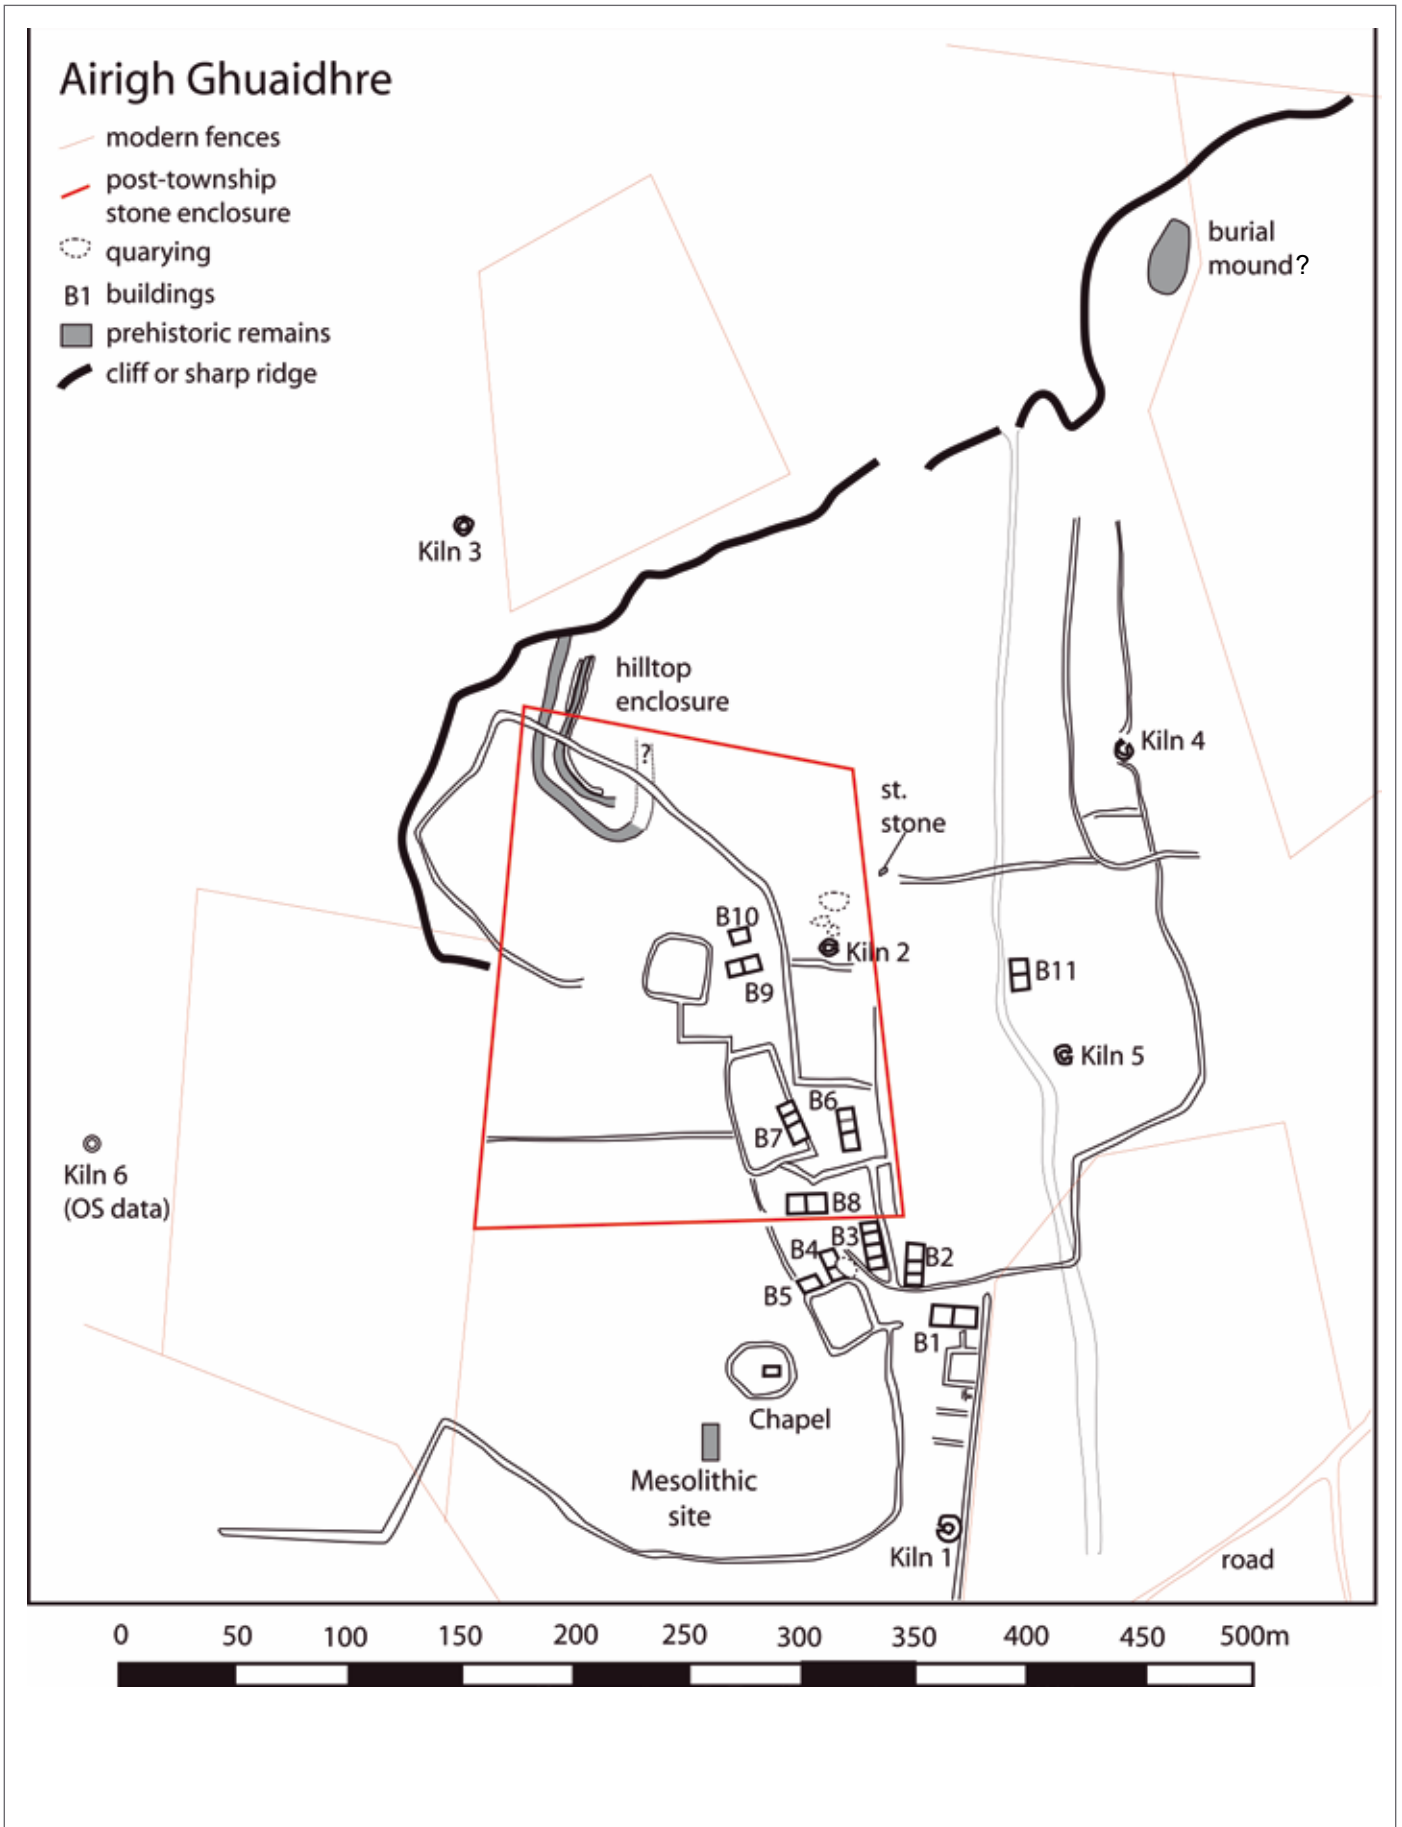 Airigh Ghuaidhre
modern fences
post-township
stone enclosure
quarying
B1 buildings
prehistoric remains
cliff or sharp ridge
burial
mound?
Kiln 3
hilltop
enclosure
?
Kiln 4
st.
stone
B10
Kiln 2
B9
B11
Kiln 5
B6
B7
Kiln 6
(OS data)
B8
B3
B4
B2
B5
B1
Chapel
Mesolithic
site
Kiln 1
road
0 50 100 150 200 250 300 350 400 450 500m